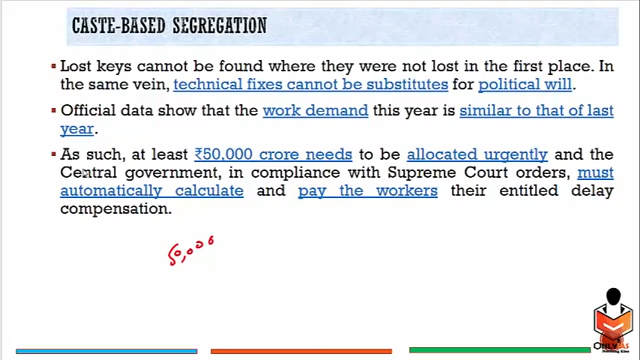 CASTE-BASED SEGREGATION
▪ Lost keys cannot be found where they were not lost in the first place. In
the same vein, technical fixes cannot be substitutes for political will.
▪ Official data show that the work demand this year is similar to that of last
year.
▪ As such, at least ₹50,000 crore needs to be allocated urgently and the
Central government, in compliance with Supreme Court orders, must
automatically calculate and pay the workers their entitled delay
compensation.
50,000
ONLY IAS